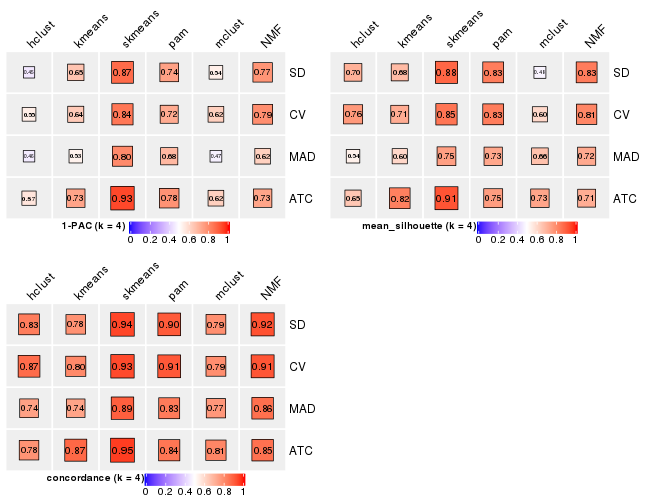 hclust kmeans skmeans pam mclust NMF
0.65 0.87 0.74 0.54 0.77 SD
0.55 0.64 0.84 0.72 0.62 0.79 CV
0.53 0.80 0.68 0.47 0.62 MAD
0.57 0.73 0.93 0.78 0.62 0.73 ATC
1-PAC (k = 4)
0 0.2 0.4 0.6 0.8 1
hclust kmeans skmeans pam mclust NMF
0.70 0.68 0.88 0.83 0.83 SD
0.76 0.71 0.85 0.83 0.60 0.81 CV
0.54 0.60 0.75 0.73 0.66 0.72 MAD
0.65 0.82 0.91 0.75 0.73 0.71 ATC
mean_silhouette (k = 4)
0 0.2 0.4 0.6 0.8 1
hclust kmeans skmeans pam mclust NMF
0.83 0.78 0.94 0.90 0.79 0.92 SD
0.87 0.80 0.93 0.91 0.79 0.91 CV
0.74 0.74 0.89 0.83 0.77 0.86 MAD
0.78 0.87 0.95 0.84 0.81 0.85 ATC
concordance (k = 4)
0 0.2 0.4 0.6 0.8 1